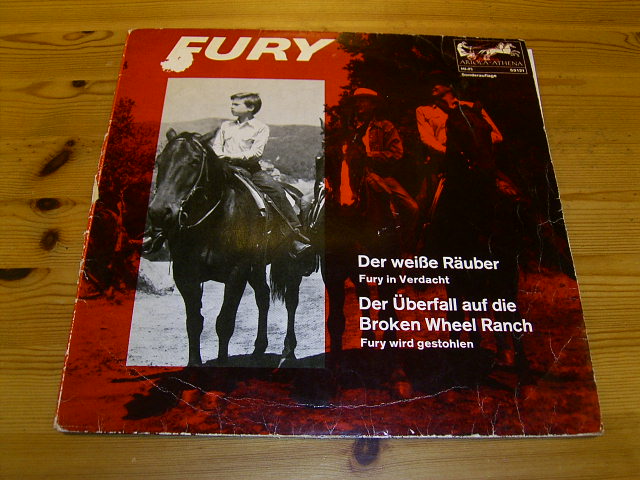 FURY
ARIOLA-ATHENA
53131
Sonderauflage
Der weiße Räuber
Fury in Verdacht
Der Überfall auf die
Broken Wheel Ranch
Fury wird gestohlen